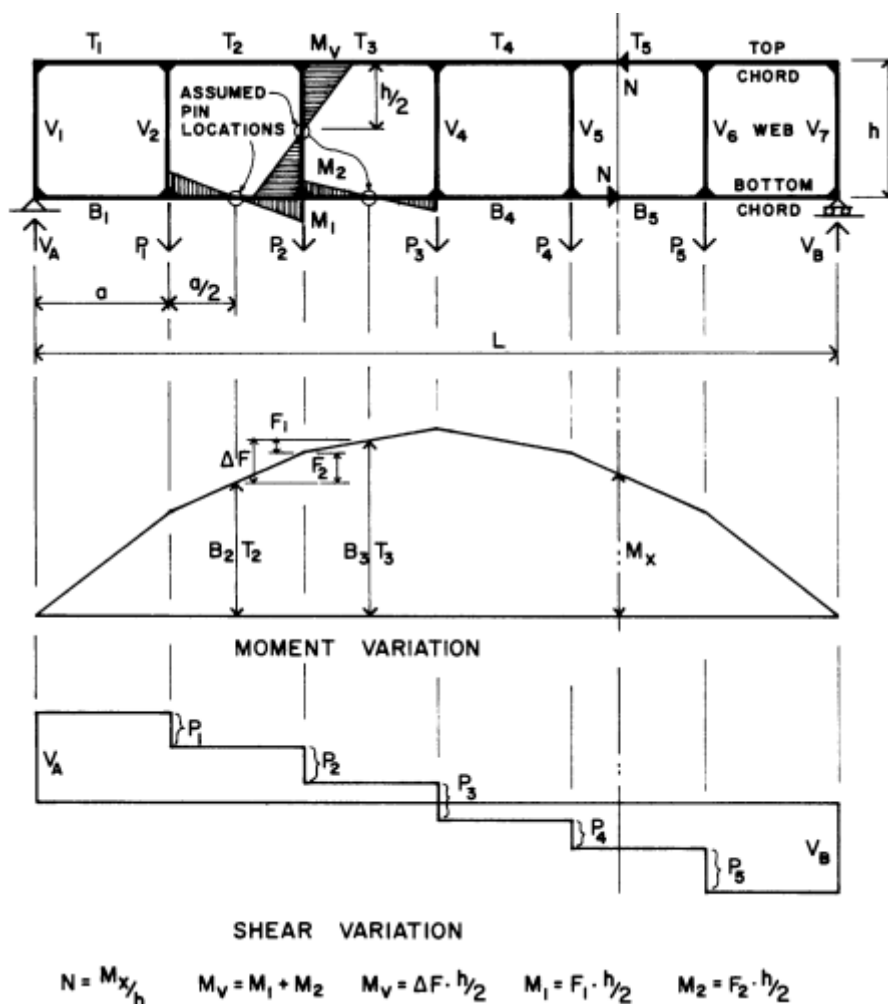 T1 T2 MV T3 T4 T5 TOP
CHORD
ASSUMED
PIN
LOCATIONS
h/2
N
V1 V2 V4 V5 V6 WEB V7 h
M2
N
BOTTOM
CHORD
B1 M1 B4 B5
VA P1 P2 P3 P4 P5 VB
a a/2
L
F1
ΔF
F2
B2 T2 B3 T3 MX
MOMENT VARIATION
P1
VA P2
P3
P4 VB
P5
SHEAR VARIATION
N = MX/h MV = M1 + M2 MV = ΔF · h/2 M1 = F1 · h/2 M2 = F2 · h/2